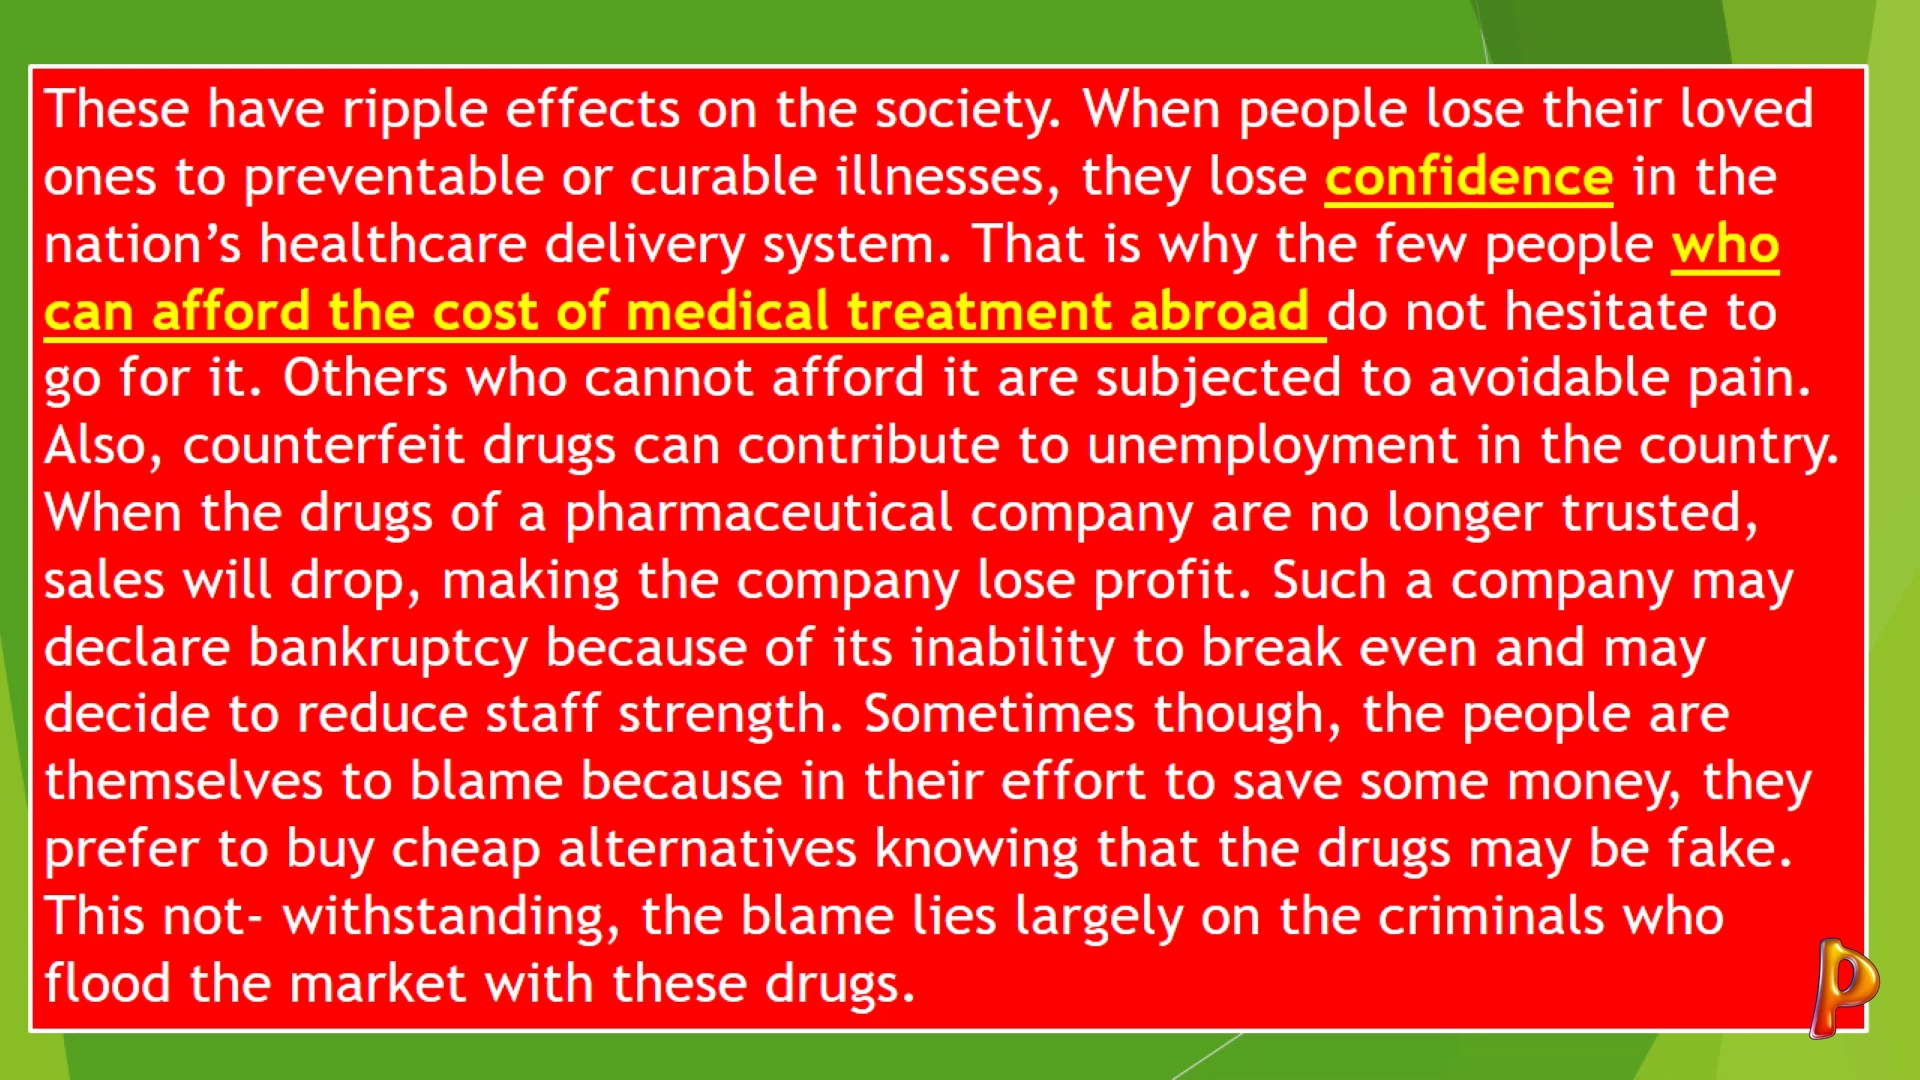 These have ripple effects on the society. When people lose their loved
ones to preventable or curable illnesses, they lose confidence in the
nation’s healthcare delivery system. That is why the few people who
can afford the cost of medical treatment abroad do not hesitate to
go for it. Others who cannot afford it are subjected to avoidable pain.
Also, counterfeit drugs can contribute to unemployment in the country.
When the drugs of a pharmaceutical company are no longer trusted,
sales will drop, making the company lose profit. Such a company may
declare bankruptcy because of its inability to break even and may
decide to reduce staff strength. Sometimes though, the people are
themselves to blame because in their effort to save some money, they
prefer to buy cheap alternatives knowing that the drugs may be fake.
This not- withstanding, the blame lies largely on the criminals who
flood the market with these drugs.
P